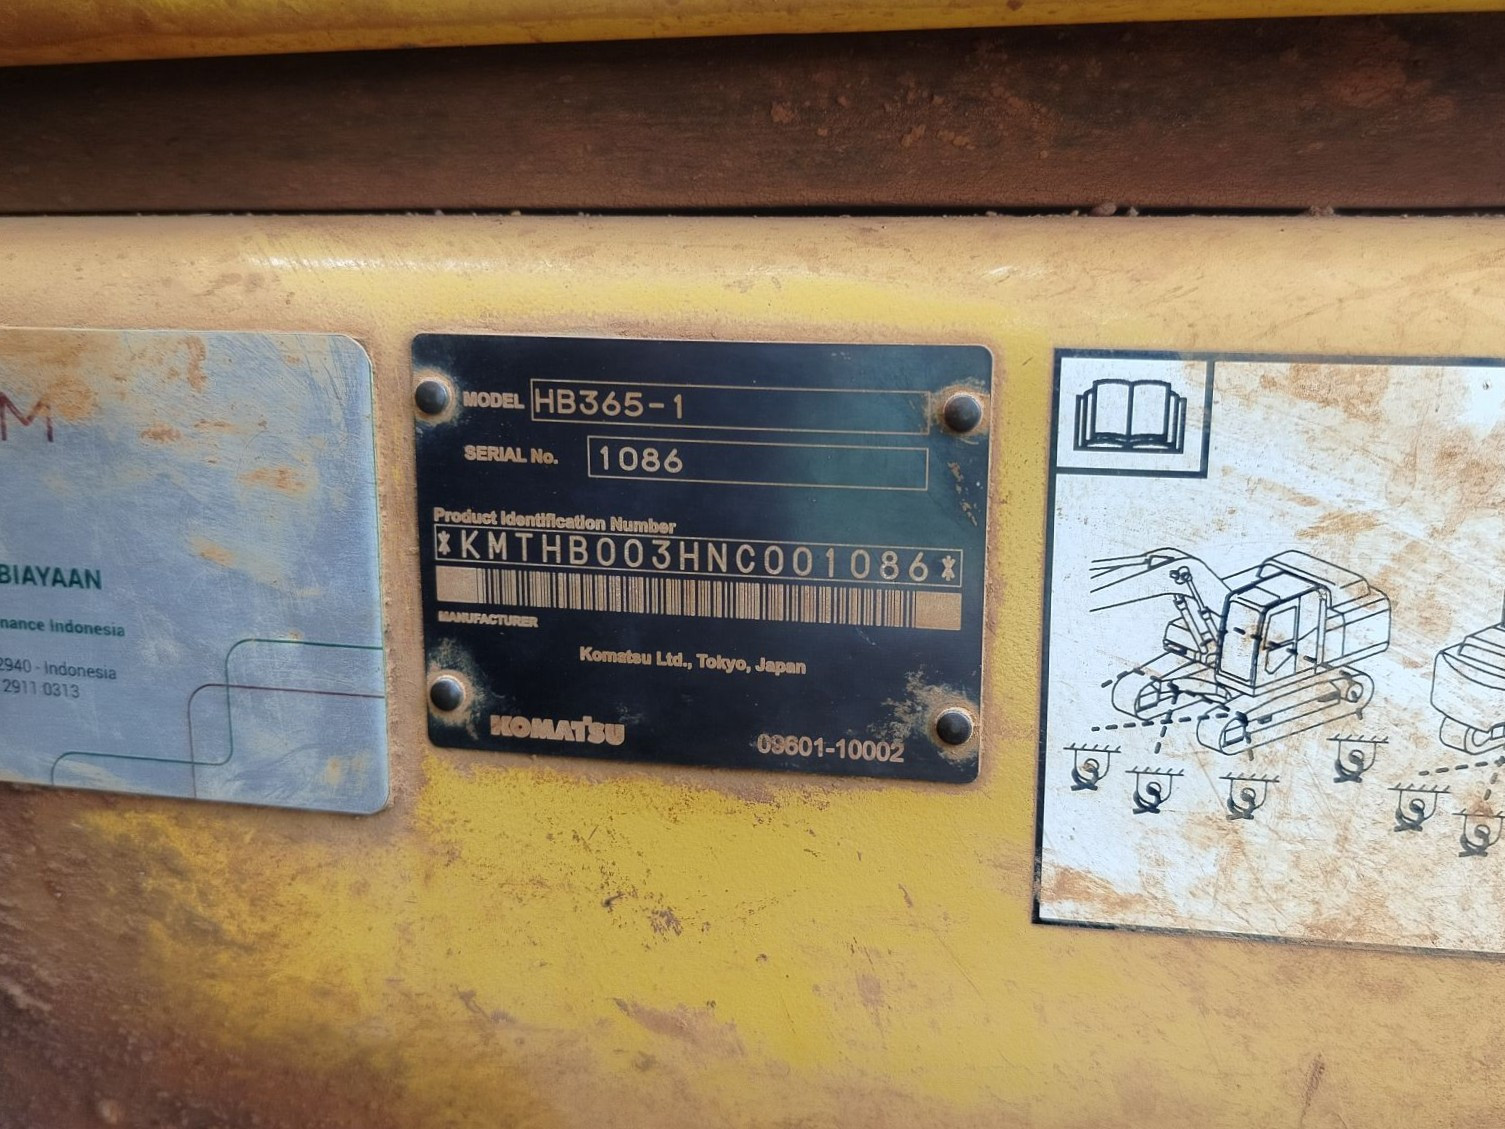 M
BIAYAAN
nance Indonesia
2940 - Indonesia
2911 0313
MODEL HB365-1
SERIAL No. 1086
Product Identification Number
*KMTHB003HNC001086*
MANUFACTURER
Komatsu Ltd., Tokyo, Japan
KOMATSU
09601-10002